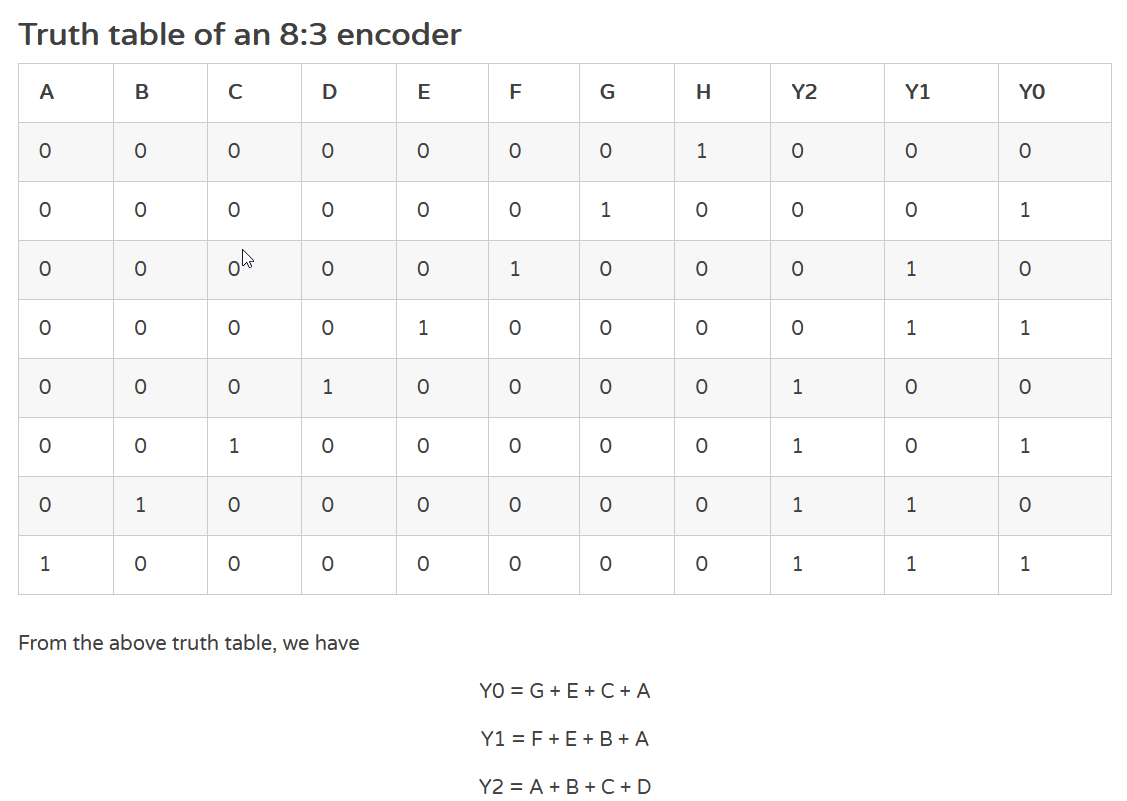 Truth table of an 8:3 encoder
A B C D E F G H Y2 Y1 Y0
0 0 0 0 0 0 0 1 0 0 0
0 0 0 0 0 0 1 0 0 0 1
0 0 0 0 0 1 0 0 0 1 0
0 0 0 0 1 0 0 0 0 1 1
0 0 0 1 0 0 0 0 1 0 0
0 0 1 0 0 0 0 0 1 0 1
0 1 0 0 0 0 0 0 1 1 0
1 0 0 0 0 0 0 0 1 1 1
From the above truth table, we have
Y0 = G + E + C + A
Y1 = F + E + B + A
Y2 = A + B + C + D